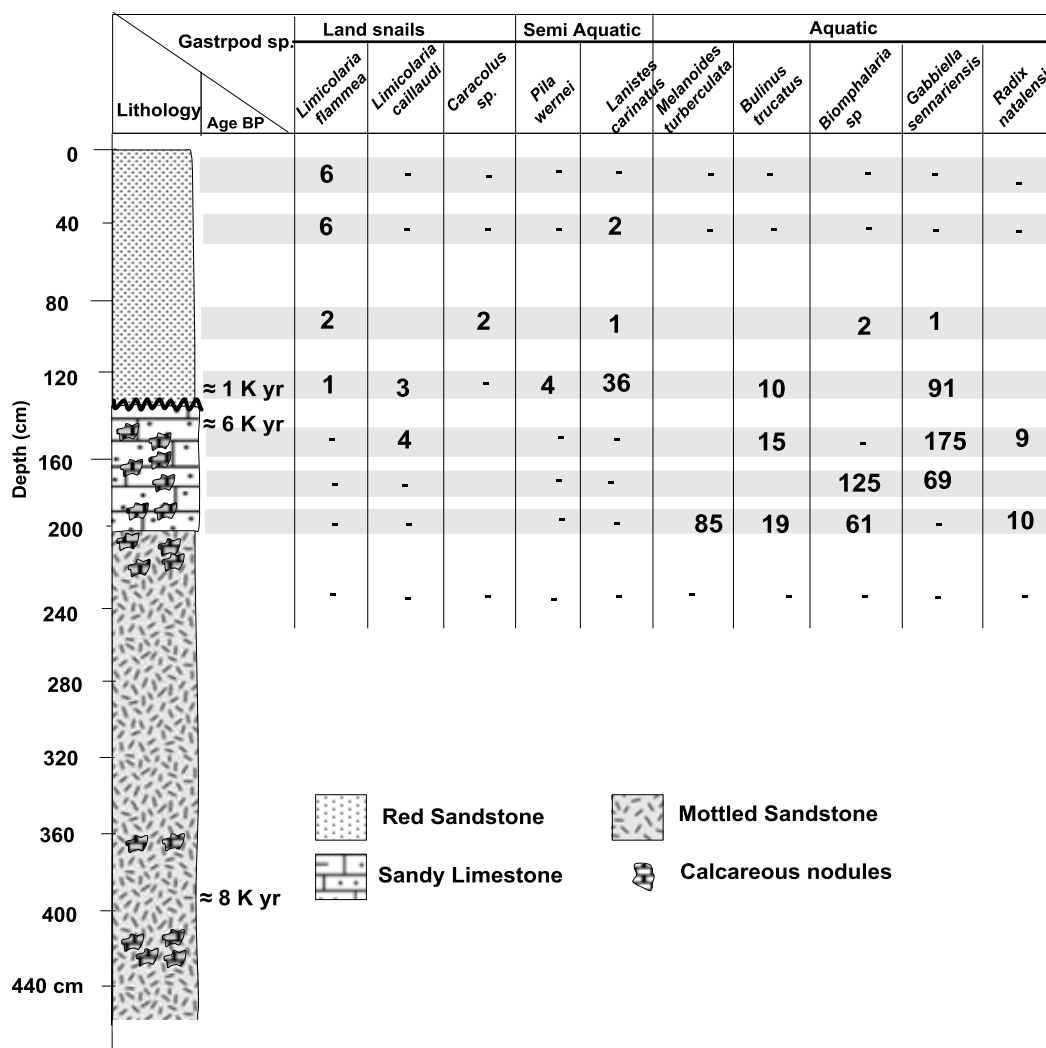 Gastrpod sp.
Land snails
Semi Aquatic
Aquatic
Lithology
Age BP
Limicolaria
flammea
Limicolaria
cailludi
Caracolus
sp.
Pila
wernei
Lanistes
carinatus
Melanoides
turberculata
Bulinus
trucatus
Biomphalaria
sp
Gabbiella
sennariensis
Radix
natalensi
0
6 - - - - - - - - -
40
6 - - - 2 - - - - -
80
2 2 1 2 1
120
≈ 1 K yr
1 3 - 4 36 10 91
≈ 6 K yr
- 4 - - 15 - 175 9
160
- - - - 125 69
200
- - - - 85 19 61 - 10
- - - - - - - - - -
240
280
320
360
≈ 8 K yr
400
440 cm
Depth (cm)
Red Sandstone
Mottled Sandstone
Sandy Limestone
Calcareous nodules